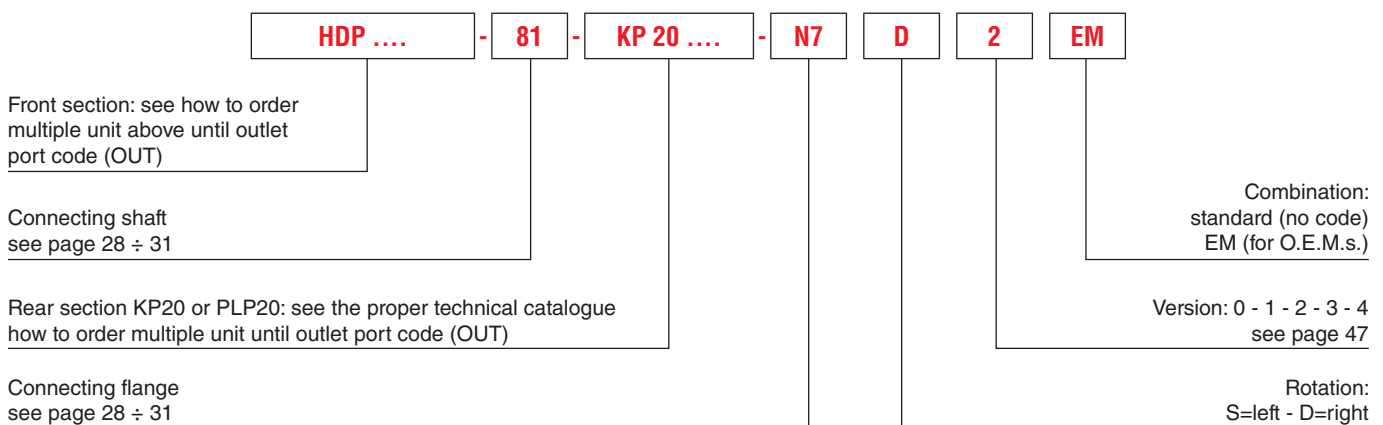 HDP .... - 81 - KP 20 .... - N7 D 2 EM
Front section: see how to order
multiple unit above until outlet
port code (OUT)
Combination:
standard (no code)
EM (for O.E.M.s.)
Connecting shaft
see page 28 ÷ 31
Rear section KP20 or PLP20: see the proper technical catalogue
how to order multiple unit until outlet port code (OUT)
Version: 0 - 1 - 2 - 3 - 4
see page 47
Connecting flange
see page 28 ÷ 31
Rotation:
S=left - D=right